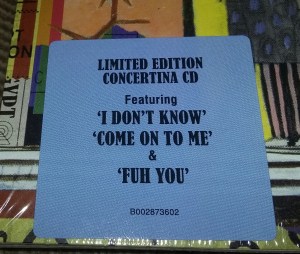 LIMITED EDITION
CONCERTINA CD
Featuring
'I DON'T KNOW'
'COME ON TO ME'
&
'FUH YOU'
B002873602